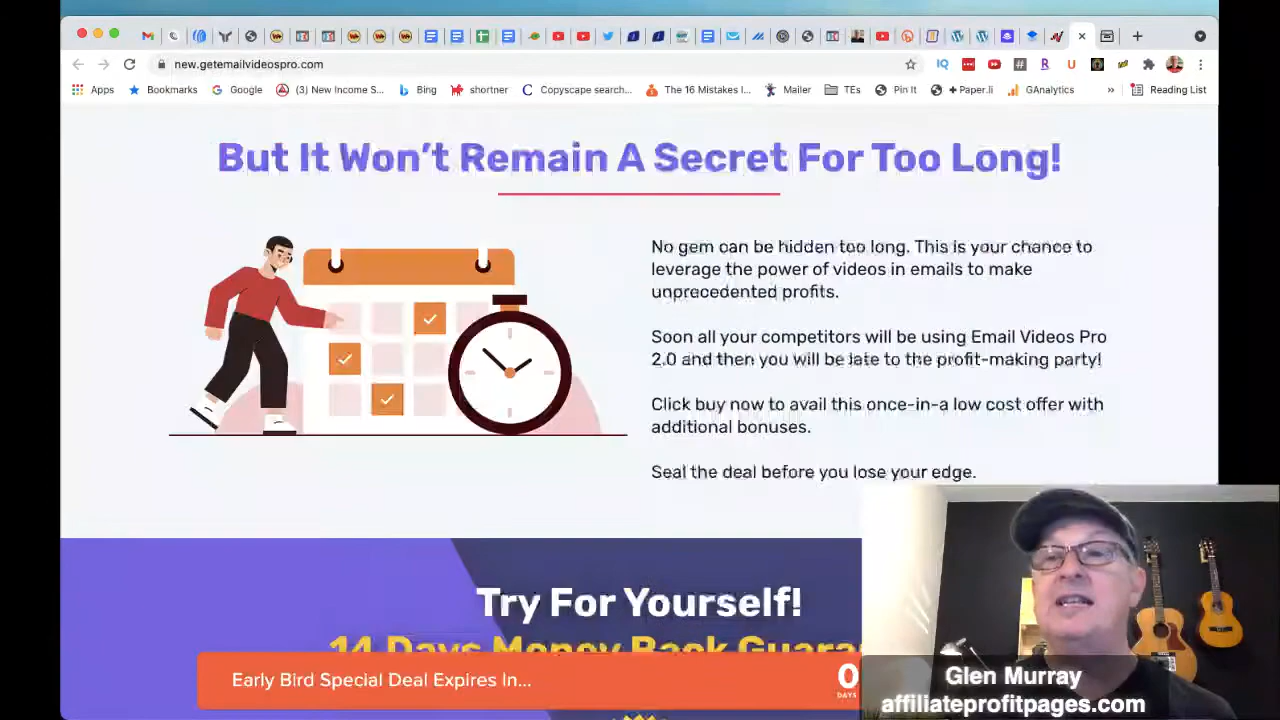 new.getemailvideospro.com
Apps Bookmarks Google (3) New Income S... Bing shortner Copyscape search... The 16 Mistakes I... Mailer TEs Pin It + Paper.li GAnalytics » Reading List
But It Won't Remain A Secret For Too Long!
No gem can be hidden too long. This is your chance to
leverage the power of videos in emails to make
unprecedented profits.
Soon all your competitors will be using Email Videos Pro
2.0 and then you will be late to the profit-making party!
Click buy now to avail this once-in-a low cost offer with
additional bonuses.
Seal the deal before you lose your edge.
Try For Yourself!
14 Days Money Back
Early Bird Special Deal Expires In...
0
DAYS
Glen Murray
affiliateprofitpages.com